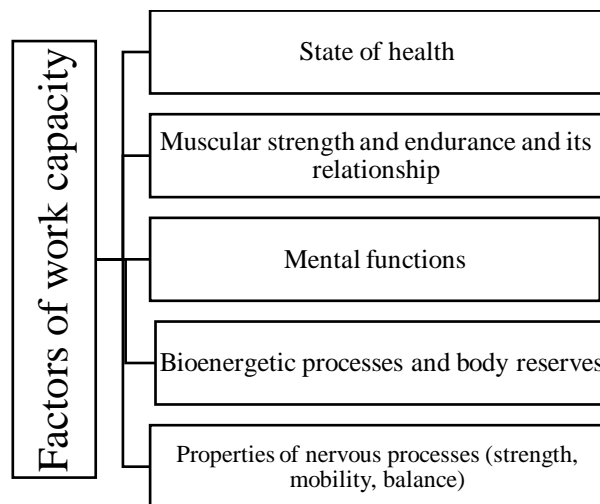 Factors of work capacity
State of health
Muscular strength and endurance and its
relationship
Mental functions
Bioenergetic processes and body reserves
Properties of nervous processes (strength,
mobility, balance)